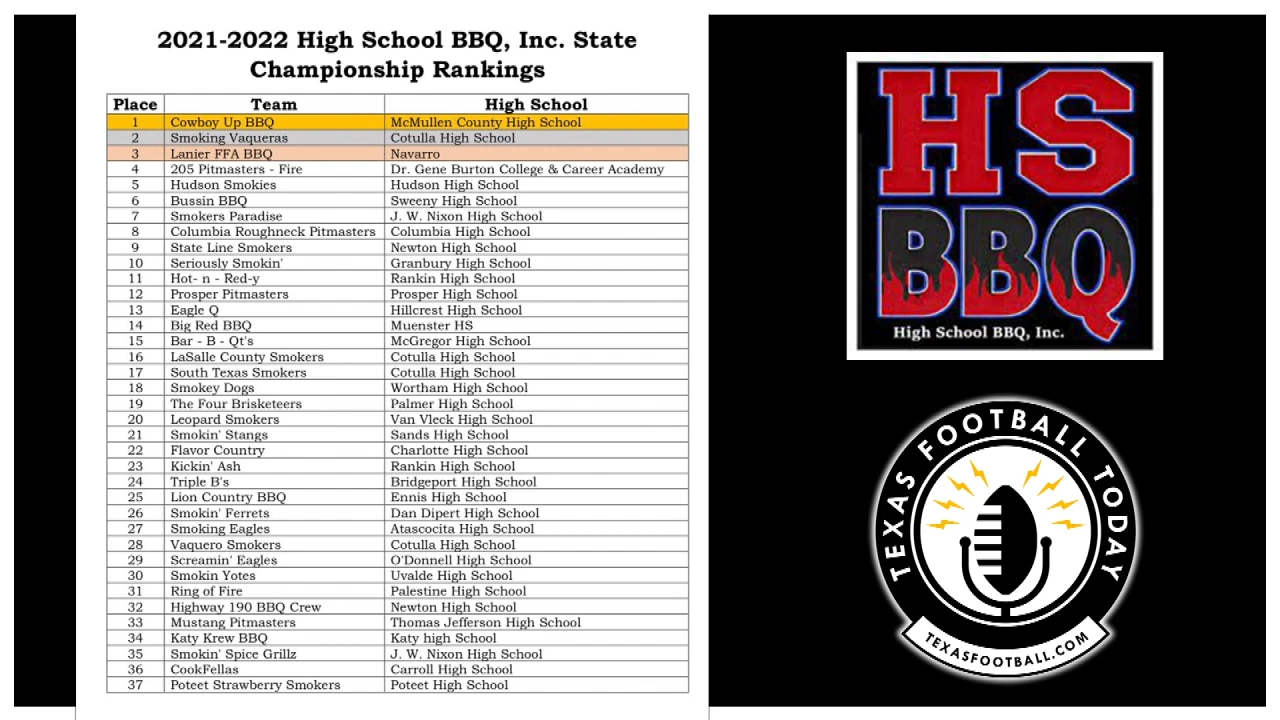 2021-2022 High School BBQ, Inc. State
Championship Rankings
Place Team High School
1 Cowboy Up BBQ McMullen County High School
2 Smoking Vaqueras Cotulla High School
3 Lanier FFA BBQ Navarro
4 205 Pitmasters - Fire Dr. Gene Burton College & Career Academy
5 Hudson Smokies Hudson High School
6 Bussin BBQ Sweeny High School
7 Smokers Paradise J. W. Nixon High School
8 Columbia Roughneck Pitmasters Columbia High School
9 State Line Smokers Newton High School
10 Seriously Smokin' Granbury High School
11 Hot- n - Red-y Rankin High School
12 Prosper Pitmasters Prosper High School
13 Eagle Q Hillcrest High School
14 Big Red BBQ Muenster HS
15 Bar - B - Qt's McGregor High School
16 LaSalle County Smokers Cotulla High School
17 South Texas Smokers Cotulla High School
18 Smokey Dogs Wortham High School
19 The Four Brisketeers Palmer High School
20 Leopard Smokers Van Vleck High School
21 Smokin' Stangs Sands High School
22 Flavor Country Charlotte High School
23 Kickin' Ash Rankin High School
24 Triple B's Bridgeport High School
25 Lion Country BBQ Ennis High School
26 Smokin' Ferrets Dan Dipert High School
27 Smoking Eagles Atascocita High School
28 Vaquero Smokers Cotulla High School
29 Screamin' Eagles O'Donnell High School
30 Smokin Yotes Uvalde High School
31 Ring of Fire Palestine High School
32 Highway 190 BBQ Crew Newton High School
33 Mustang Pitmasters Thomas Jefferson High School
34 Katy Krew BBQ Katy high School
35 Smokin' Spice Grillz J. W. Nixon High School
36 CookFellas Carroll High School
37 Poteet Strawberry Smokers Poteet High School
HS
BBQ
High School BBQ, Inc.
TEXAS FOOTBALL TODAY
TEXASFOOTBALL.COM